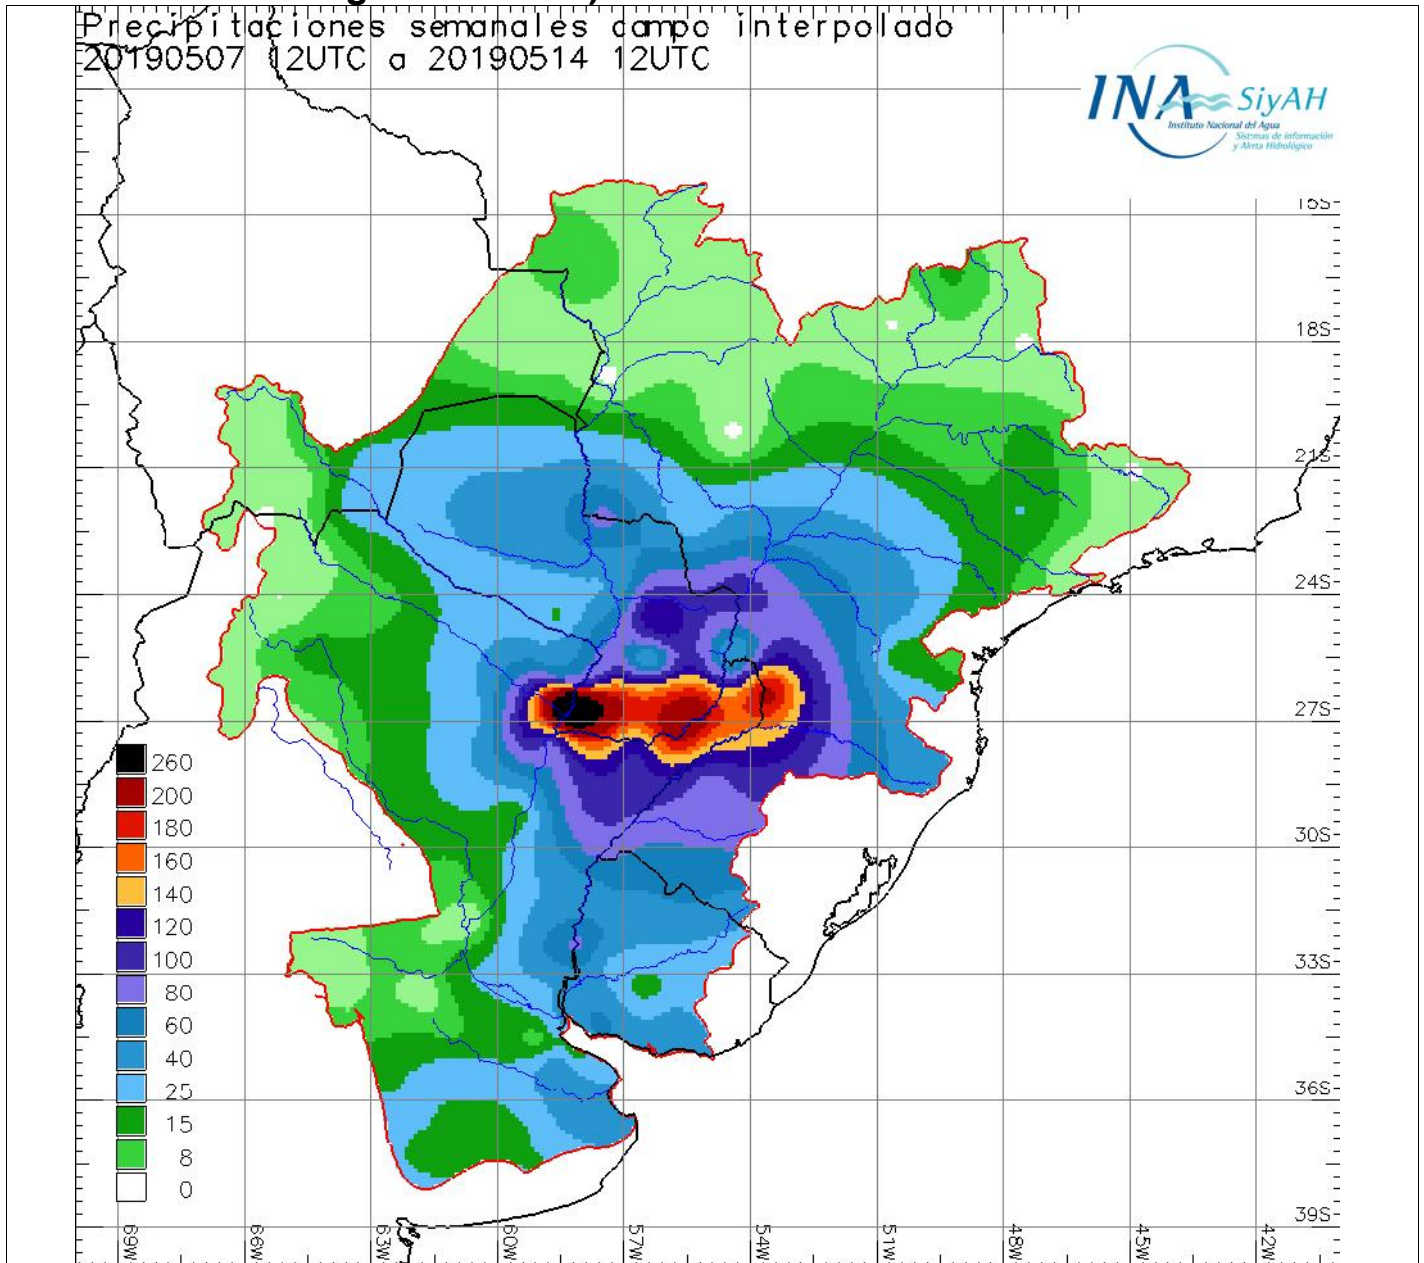 Precipitaciones semanales campo interpolado
20190507 12UTC a 20190514 12UTC
INA SiyAH
Instituto Nacional del Agua
Sistemas de información
y Alerta Hidrológico
15S
18S
21S
24S
27S
30S
33S
36S
39S
260
200
180
160
140
120
100
80
60
40
25
15
8
0
69W
66W
63W
60W
57W
54W
51W
48W
45W
42W